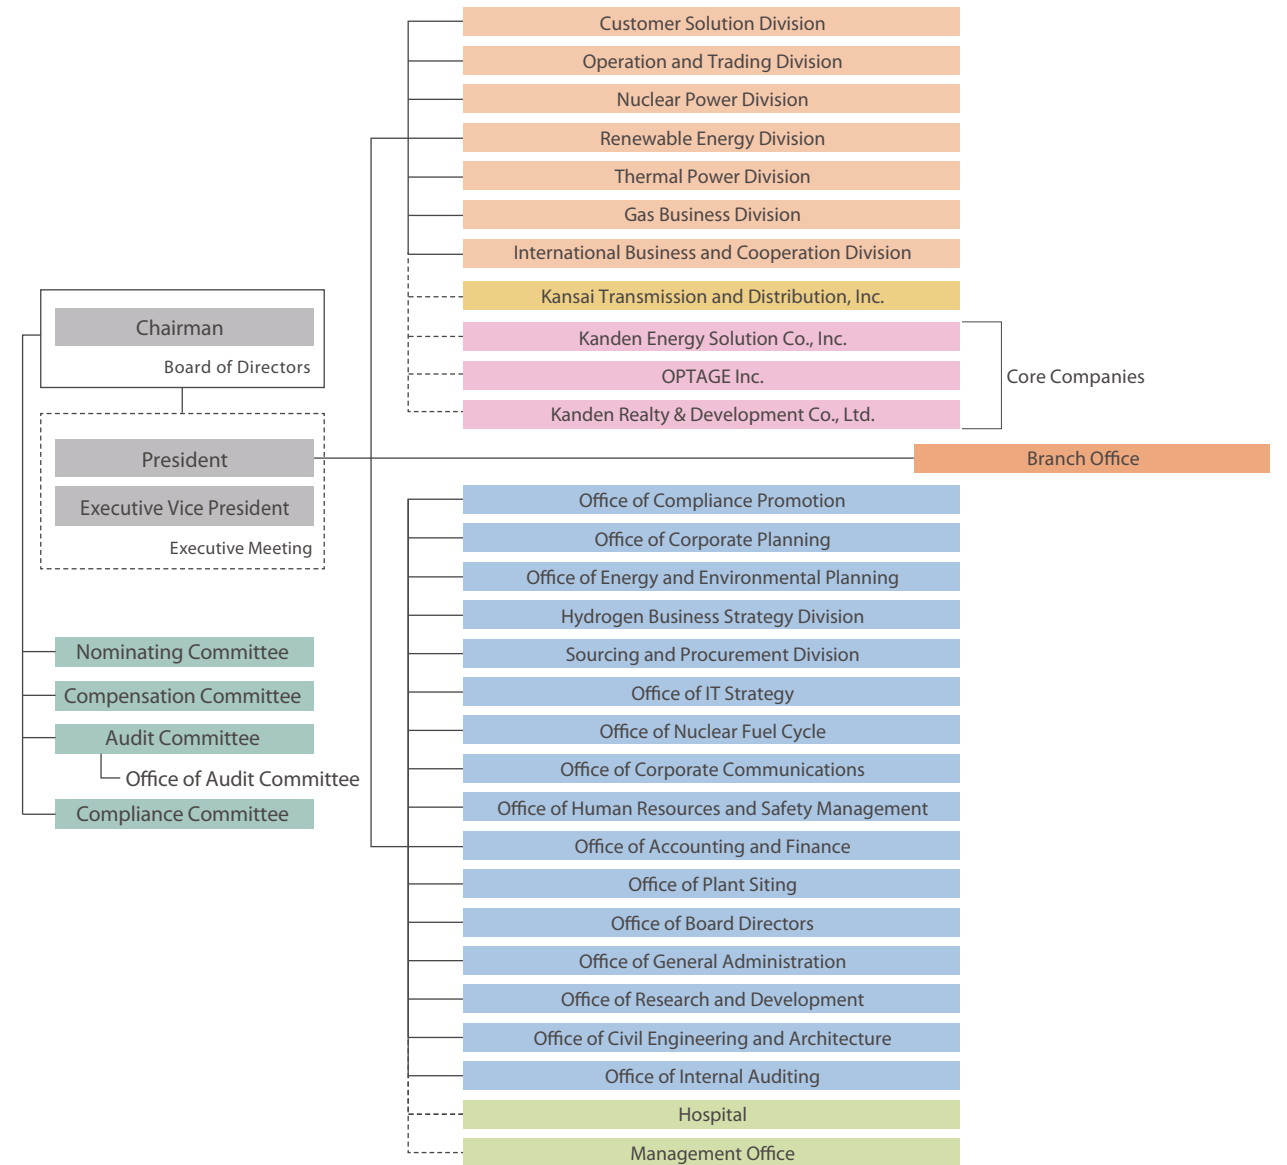 Chairman
Board of Directors
President
Executive Vice President
Executive Meeting
Nominating Committee
Compensation Committee
Audit Committee
Office of Audit Committee
Compliance Committee
Customer Solution Division
Operation and Trading Division
Nuclear Power Division
Renewable Energy Division
Thermal Power Division
Gas Business Division
International Business and Cooperation Division
Kansai Transmission and Distribution, Inc.
Kanden Energy Solution Co., Inc.
OPTAGE Inc.
Kanden Realty & Development Co., Ltd.
Core Companies
Branch Office
Office of Compliance Promotion
Office of Corporate Planning
Office of Energy and Environmental Planning
Hydrogen Business Strategy Division
Sourcing and Procurement Division
Office of IT Strategy
Office of Nuclear Fuel Cycle
Office of Corporate Communications
Office of Human Resources and Safety Management
Office of Accounting and Finance
Office of Plant Siting
Office of Board Directors
Office of General Administration
Office of Research and Development
Office of Civil Engineering and Architecture
Office of Internal Auditing
Hospital
Management Office